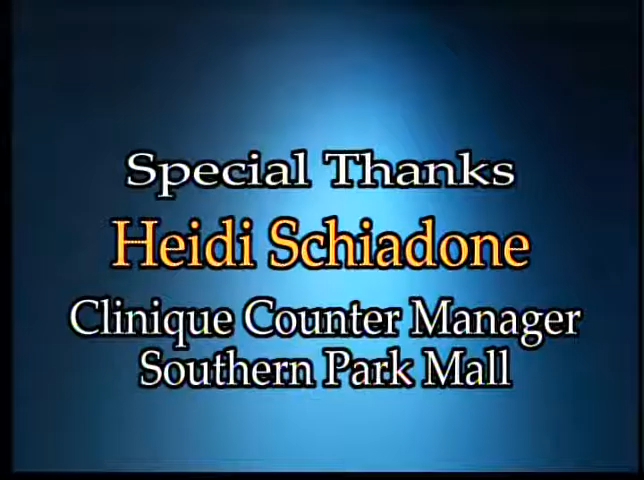 Special Thanks
Heidi Schiadone
Clinique Counter Manager
Southern Park Mall